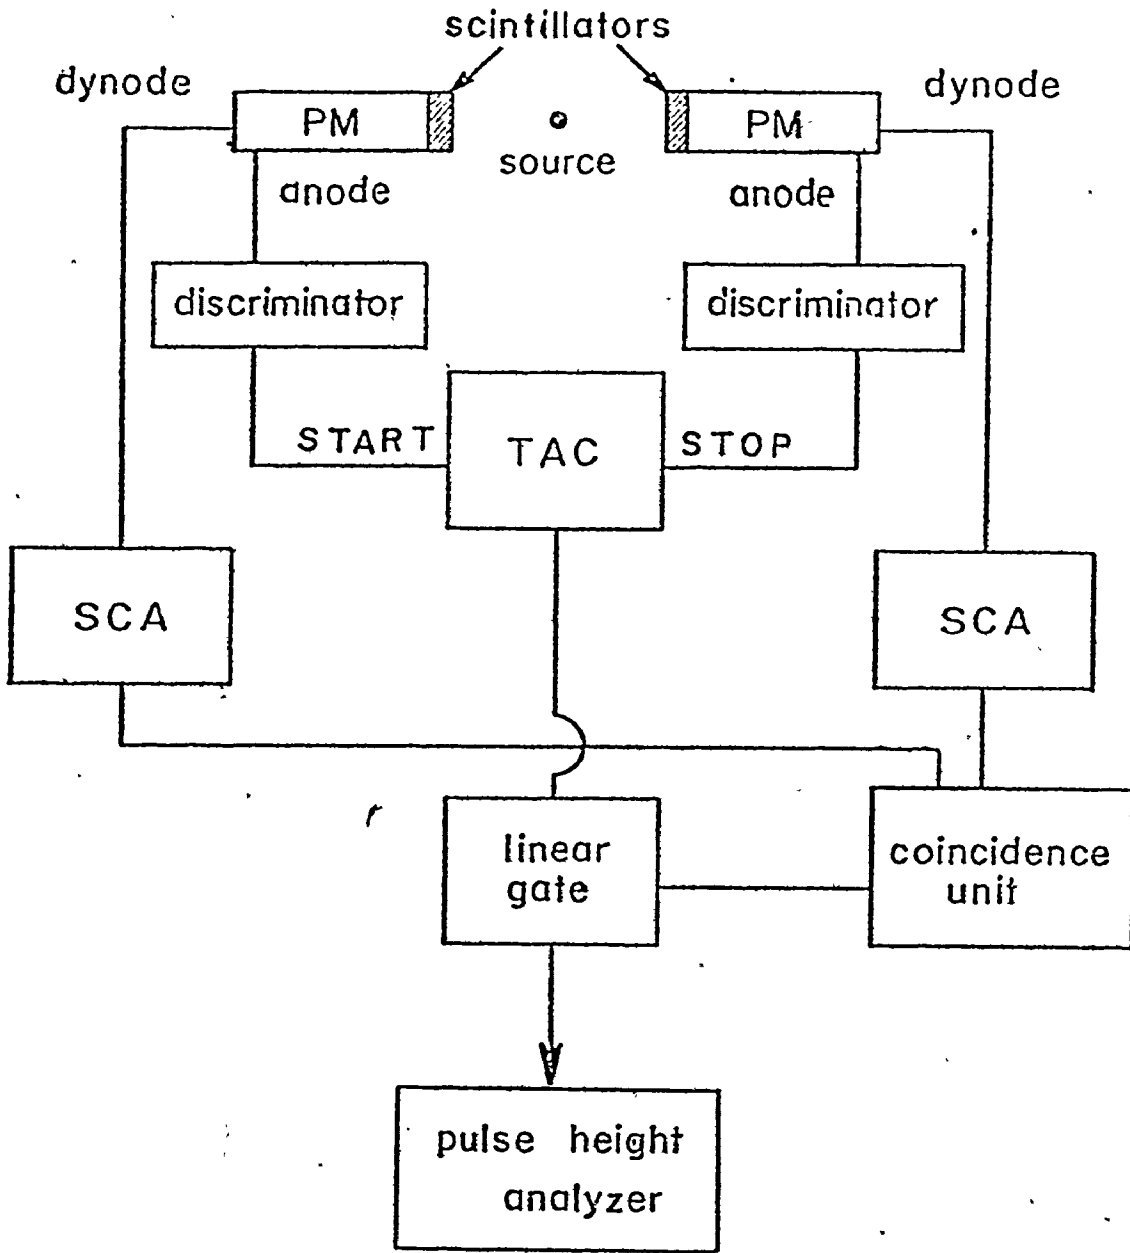 scintillators
dynode
dynode
PM
PM
source
anode
anode
discriminator
discriminator
START
TAC
STOP
SCA
SCA
linear
gate
coincidence
unit
pulse height
analyzer